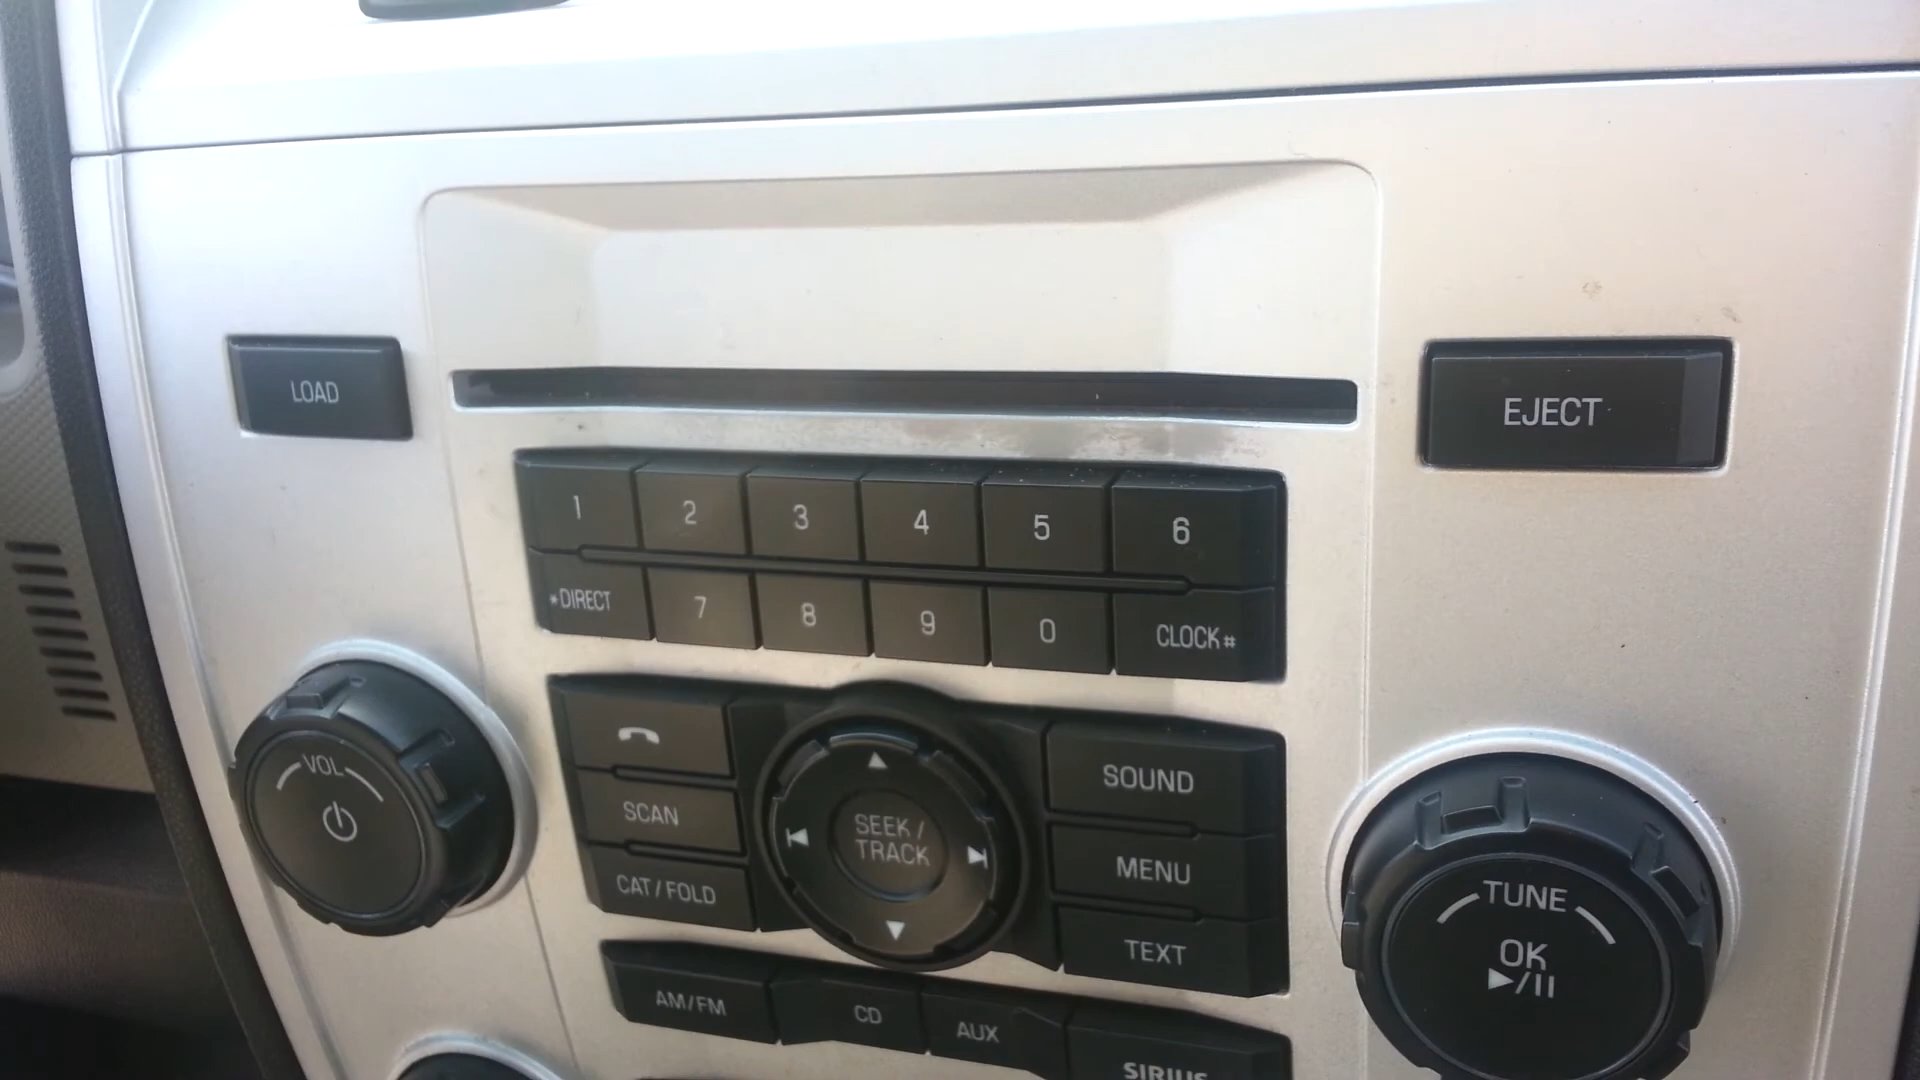 LOAD
EJECT
1 2 3 4 5 6
*DIRECT 7 8 9 0 CLOCK#
VOL
SCAN
CAT/FOLD
SEEK/
TRACK
SOUND
MENU
TEXT
TUNE
OK
AM/FM CD AUX SIRIUS